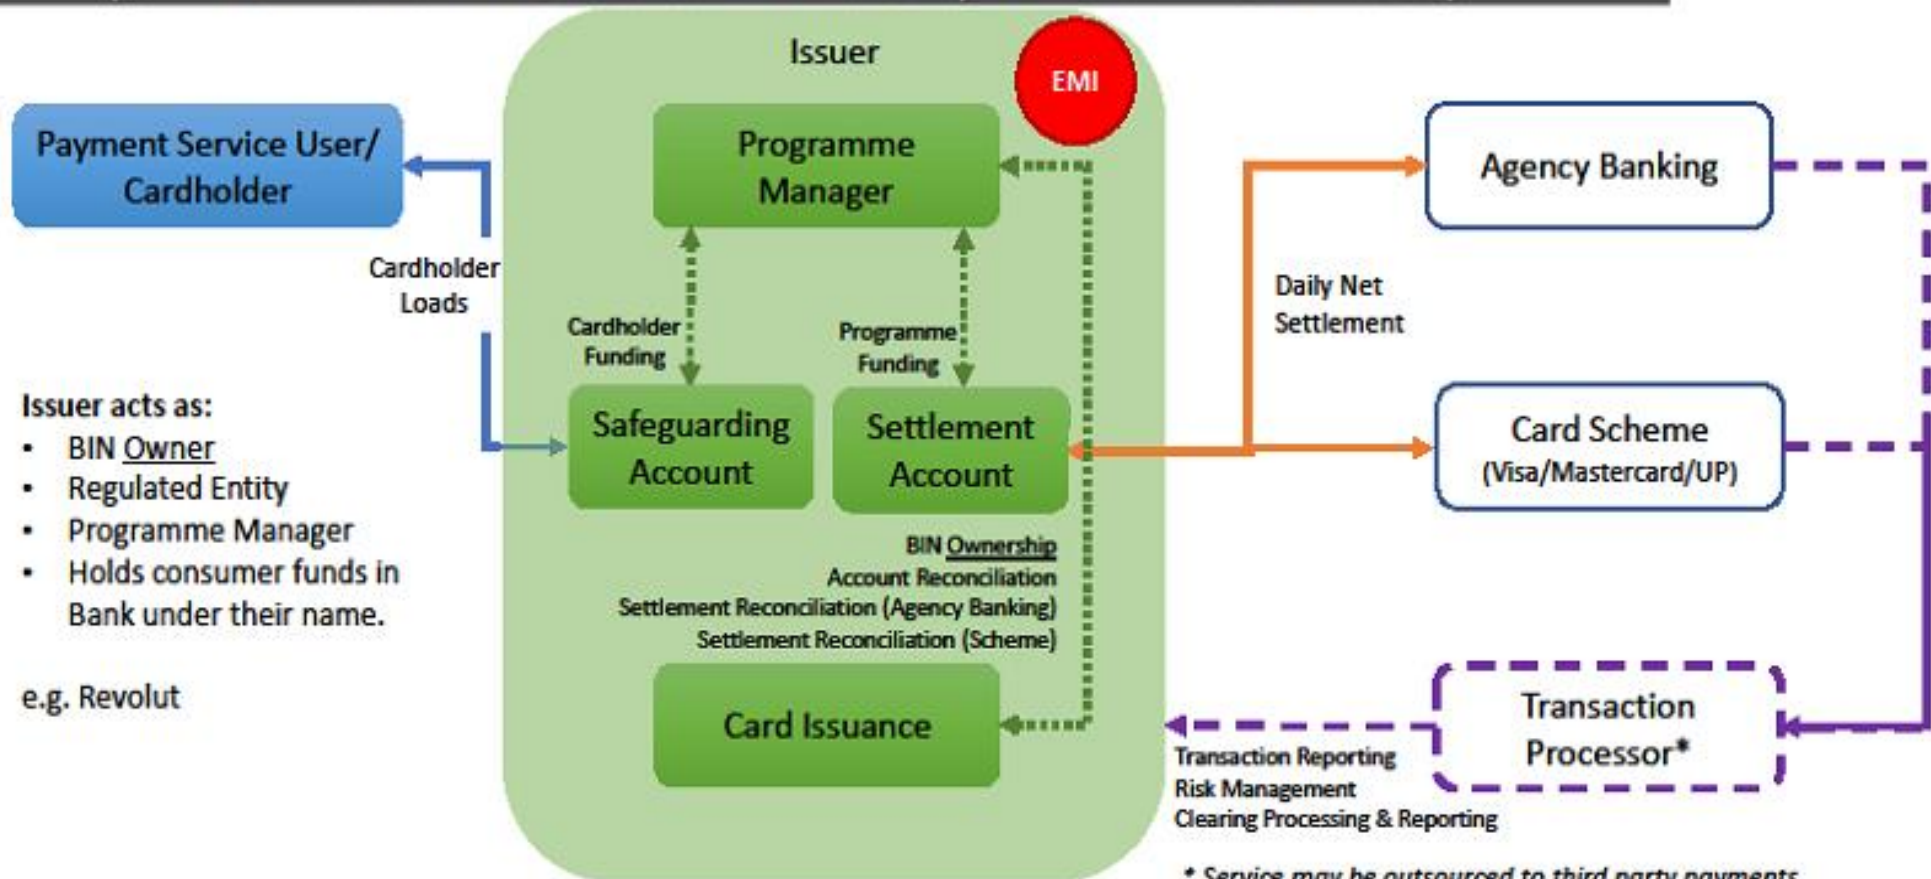 Issuer
EMI
Payment Service User/
Cardholder
Programme
Manager
Agency Banking
Cardholder
Loads
Cardholder
Funding
Programme
Funding
Daily Net
Settlement
Issuer acts as:
• BIN Owner
• Regulated Entity
• Programme Manager
• Holds consumer funds in
Bank under their name.
e.g. Revolut
Safeguarding
Account
Settlement
Account
Card Scheme
(Visa/Mastercard/UP)
BIN Ownership
Account Reconciliation
Settlement Reconciliation (Agency Banking)
Settlement Reconciliation (Scheme)
Card Issuance
Transaction
Processor*
Transaction Reporting
Risk Management
Clearing Processing & Reporting
* Service may be outsourced to third party payments